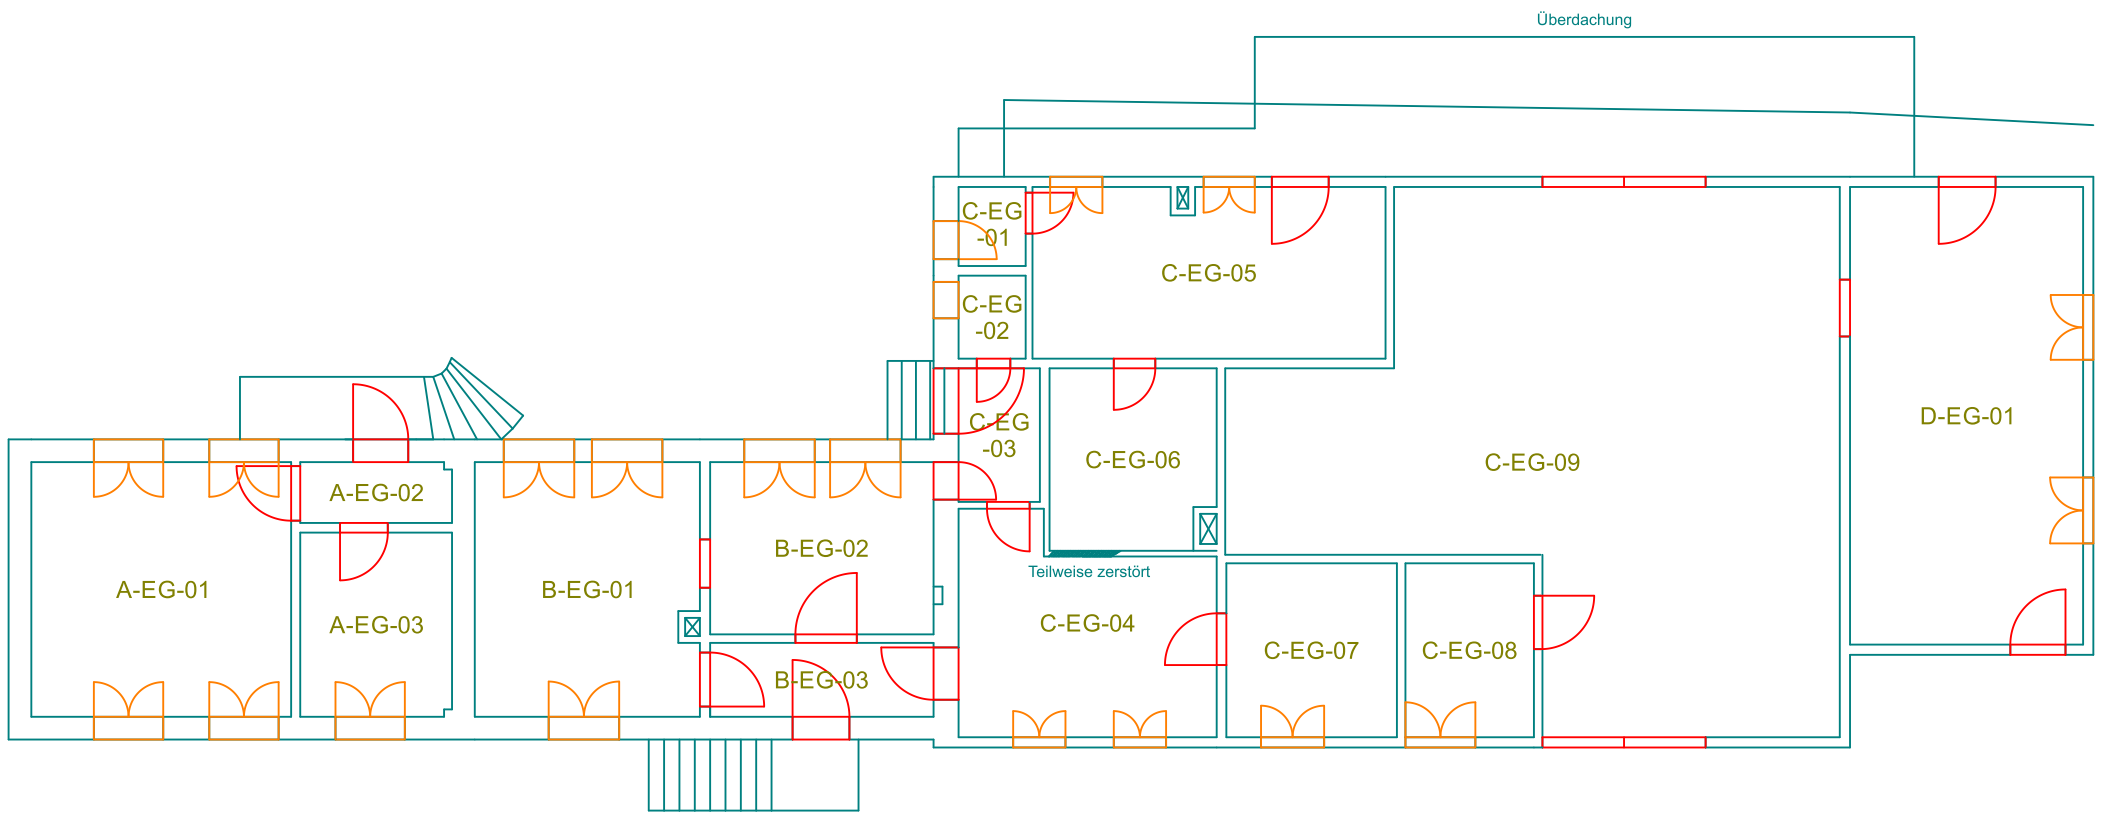 Überdachung
C-EG
-01
C-EG-05
C-EG
-02
D-EG-01
C-EG
-03
C-EG-06
C-EG-09
A-EG-02
B-EG-02
Teilweise zerstört
A-EG-01
B-EG-01
A-EG-03
C-EG-04
C-EG-07
C-EG-08
B-EG-03